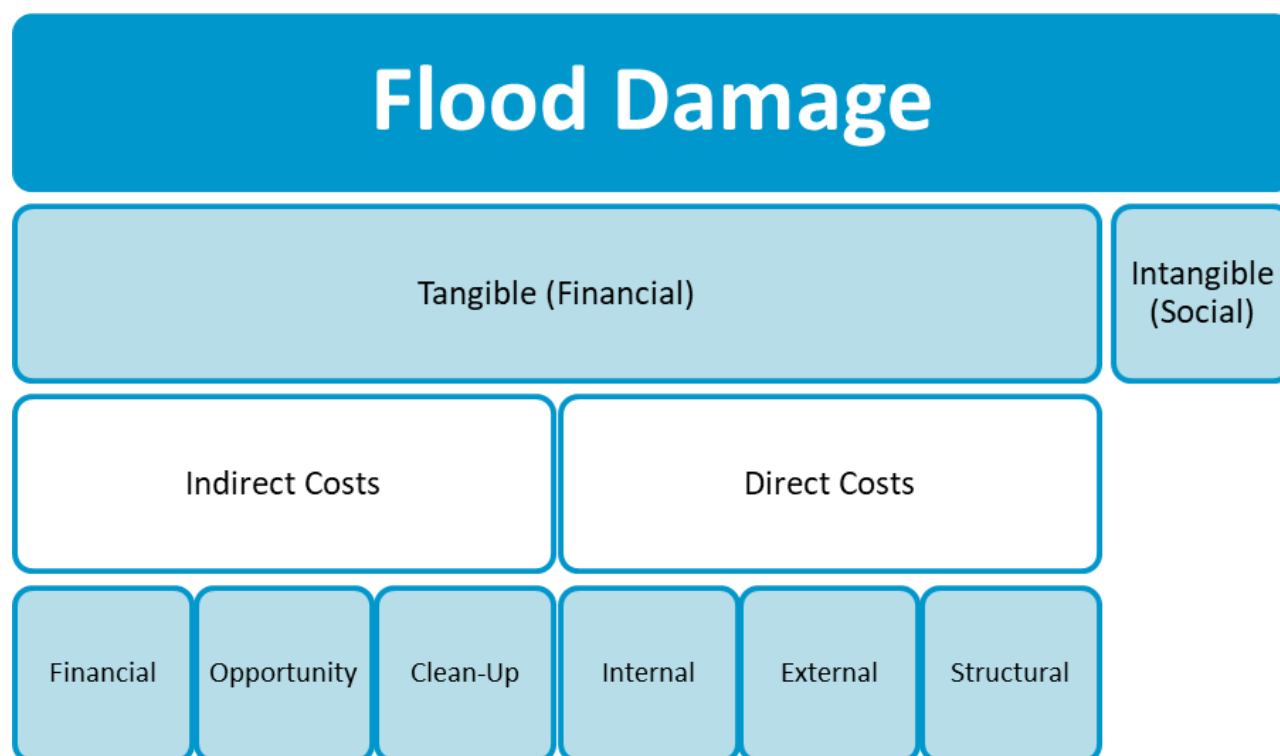 Flood Damage
Tangible (Financial)
Intangible
(Social)
Indirect Costs
Direct Costs
Financial
Opportunity
Clean-Up
Internal
External
Structural